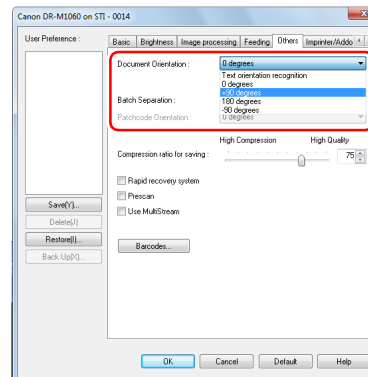 Canon DR-M1060 on STI - 0014
User Preference :
Basic Brightness Image processing Feeding Others Imprinter/Addo
Document Orientation : 0 degrees
Text orientation recognition
0 degrees
+90 degrees
Batch Separation : 180 degrees
-90 degrees
Patchcode Orientation : 0 degrees
High Compression High Quality
Compression ratio for saving : 75
Rapid recovery system
Prescan
Use MultiStream
Save(Y)...
Delete(J)
Restore(I)...
Back Up(X)...
Barcodes...
OK Cancel Default Help